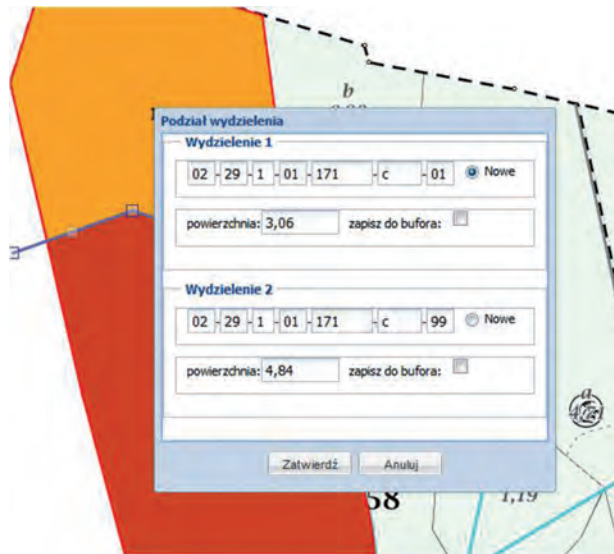 b
Podział wydzielenia
Wydzielenie 1
02 - 29 - 1 - 01 - 171 - c - 01 Nowe
powierzchnia: 3,06 zapisz do bufora:
Wydzielenie 2
02 - 29 - 1 - 01 - 171 - c - 99 Nowe
powierzchnia: 4,84 zapisz do bufora:
a
Zatwierdź Anuluj
58
1,19